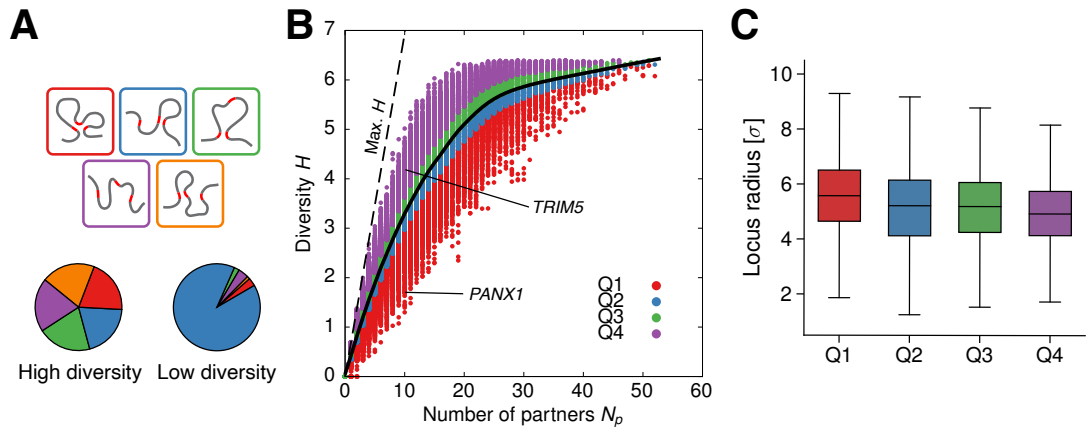 A
High diversity
Low diversity
B
Diversity H
7
6
5
4
3
2
1
0
Max. H
TRIM5
PANX1
Q1
Q2
Q3
Q4
0
10
20
30
40
50
60
Number of partners Nₚ
C
Locus radius [σ]
10
8
6
4
2
Q1
Q2
Q3
Q4